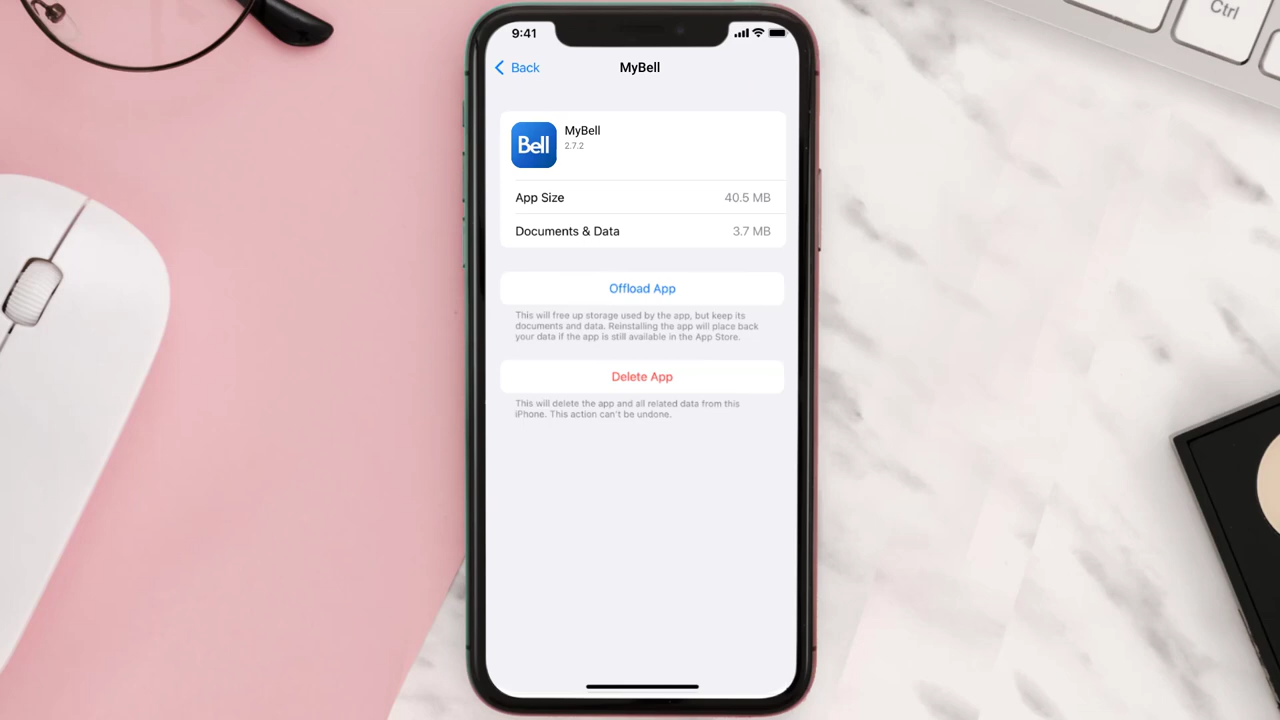 Ctrl
9:41
Back
MyBell
Bell
MyBell
2.7.2
App Size 40.5 MB
Documents & Data 3.7 MB
Offload App
This will free up storage used by the app, but keep its
documents and data. Reinstalling the app will place back
your data if the app is still available in the App Store.
Delete App
This will delete the app and all related data from this
iPhone. This action can't be undone.